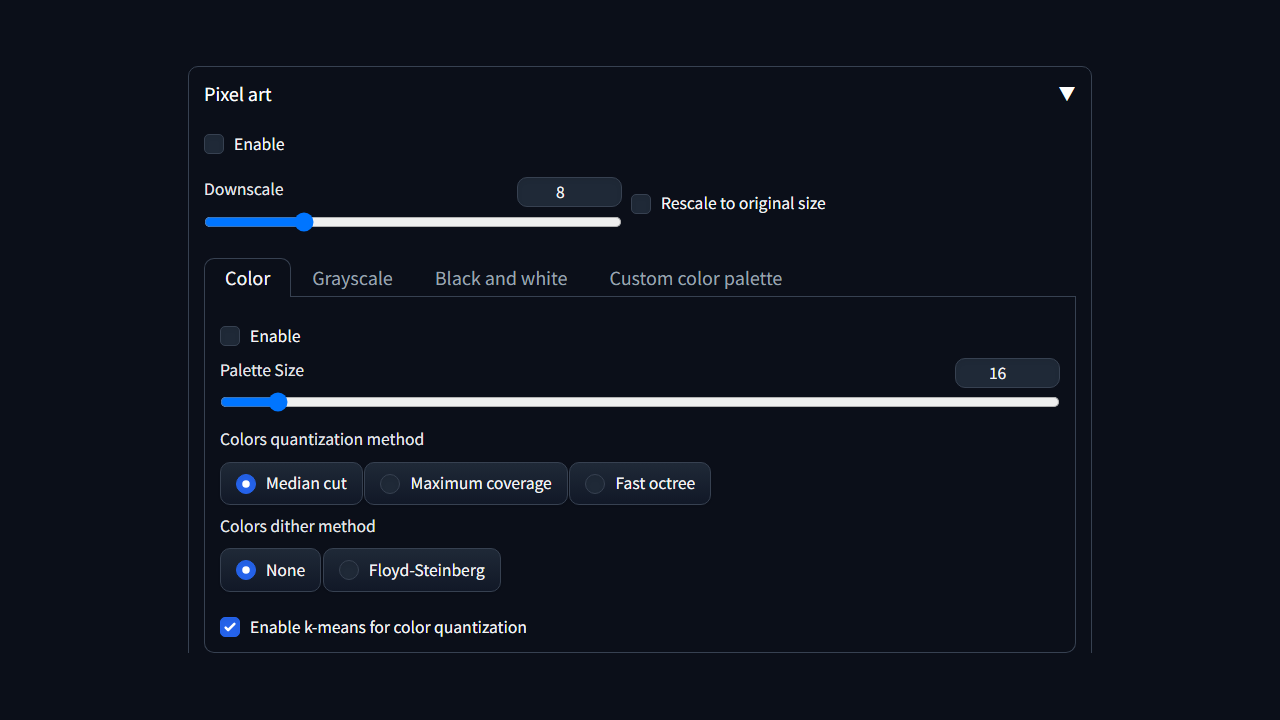 Pixel art ▼
Enable
Downscale 8
Rescale to original size
Color Grayscale Black and white Custom color palette
Enable
Palette Size 16
Colors quantization method
Median cut Maximum coverage Fast octree
Colors dither method
None Floyd-Steinberg
Enable k-means for color quantization